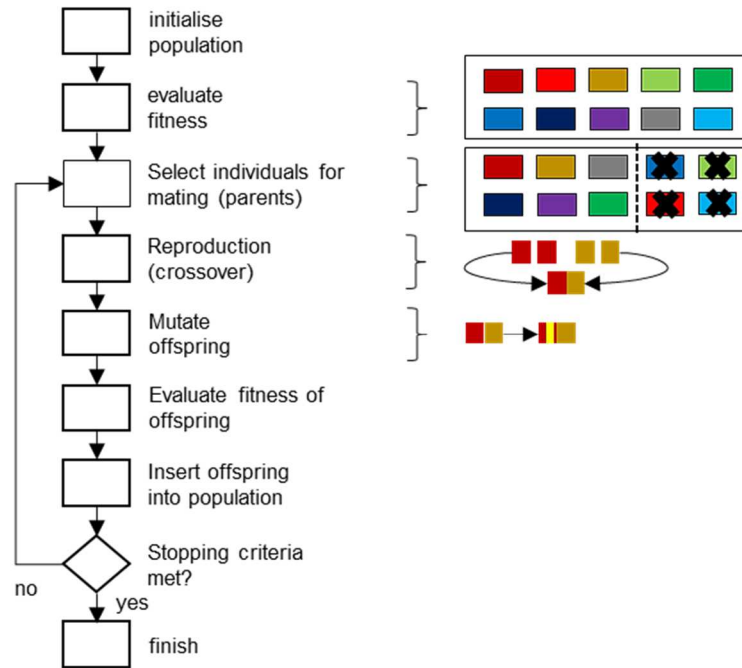 initialise
population
evaluate
fitness
Select individuals for
mating (parents)
Reproduction
(crossover)
Mutate
offspring
Evaluate fitness of
offspring
Insert offspring
into population
Stopping criteria
met?
no
yes
finish